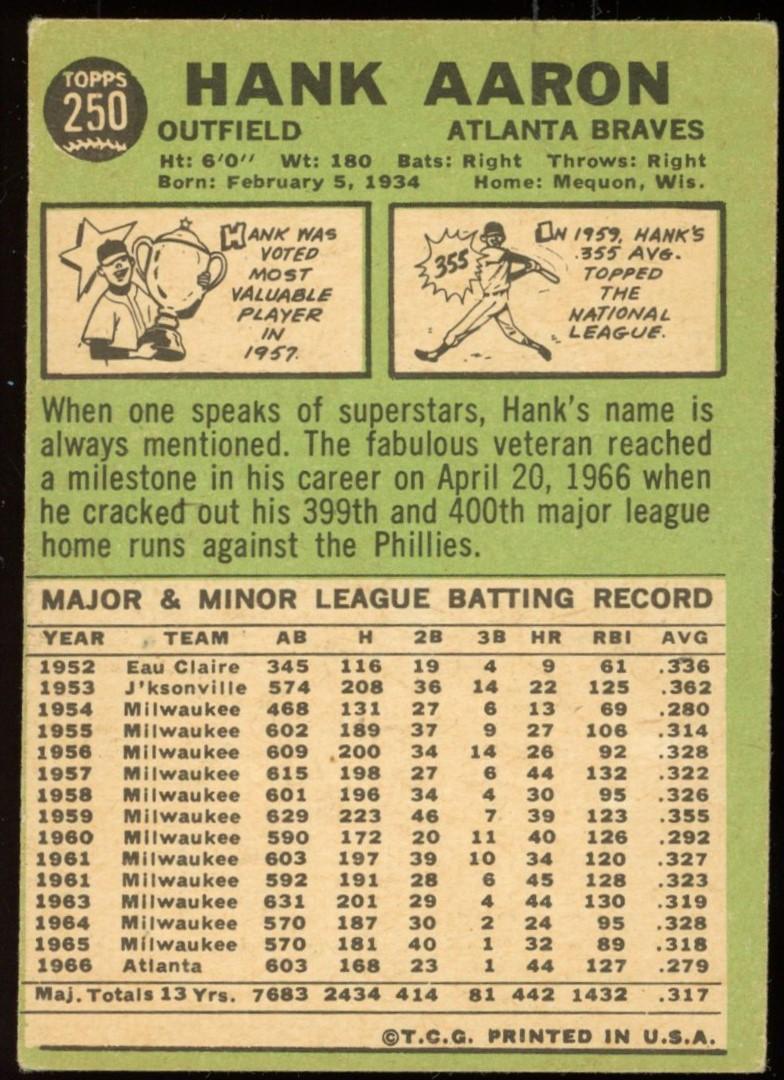 TOPPS
250
HANK AARON
OUTFIELD ATLANTA BRAVES
Ht: 6'0" Wt: 180 Bats: Right Throws: Right
Born: February 5, 1934 Home: Mequon, Wis.
HANK WAS
VOTED
MOST
VALUABLE
PLAYER
IN
1957.
355
IN 1959, HANK'S
.355 AVG.
TOPPED
THE
NATIONAL
LEAGUE.
When one speaks of superstars, Hank's name is
always mentioned. The fabulous veteran reached
a milestone in his career on April 20, 1966 when
he cracked out his 399th and 400th major league
home runs against the Phillies.
MAJOR & MINOR LEAGUE BATTING RECORD
YEAR TEAM AB H 2B 3B HR RBI AVG
1952 Eau Claire 345 116 19 4 9 61 .336
1953 J'ksonville 574 208 36 14 22 125 .362
1954 Milwaukee 468 131 27 6 13 69 .280
1955 Milwaukee 602 189 37 9 27 106 .314
1956 Milwaukee 609 200 34 14 26 92 .328
1957 Milwaukee 615 198 27 6 44 132 .322
1958 Milwaukee 601 196 34 4 30 95 .326
1959 Milwaukee 629 223 46 7 39 123 .355
1960 Milwaukee 590 172 20 11 40 126 .292
1961 Milwaukee 603 197 39 10 34 120 .327
1961 Milwaukee 592 191 28 6 45 128 .323
1963 Milwaukee 631 201 29 4 44 130 .319
1964 Milwaukee 570 187 30 2 24 95 .328
1965 Milwaukee 570 181 40 1 32 89 .318
1966 Atlanta 603 168 23 1 44 127 .279
Maj. Totals 13 Yrs. 7683 2434 414 81 442 1432 .317
©T.C.G. PRINTED IN U.S.A.